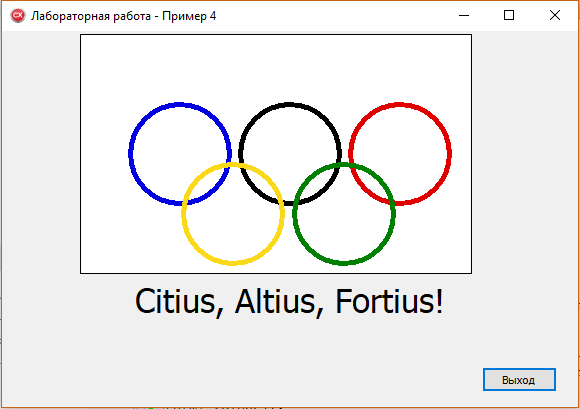 Лабораторная работа - Пример 4
Citius, Altius, Fortius!
Выход